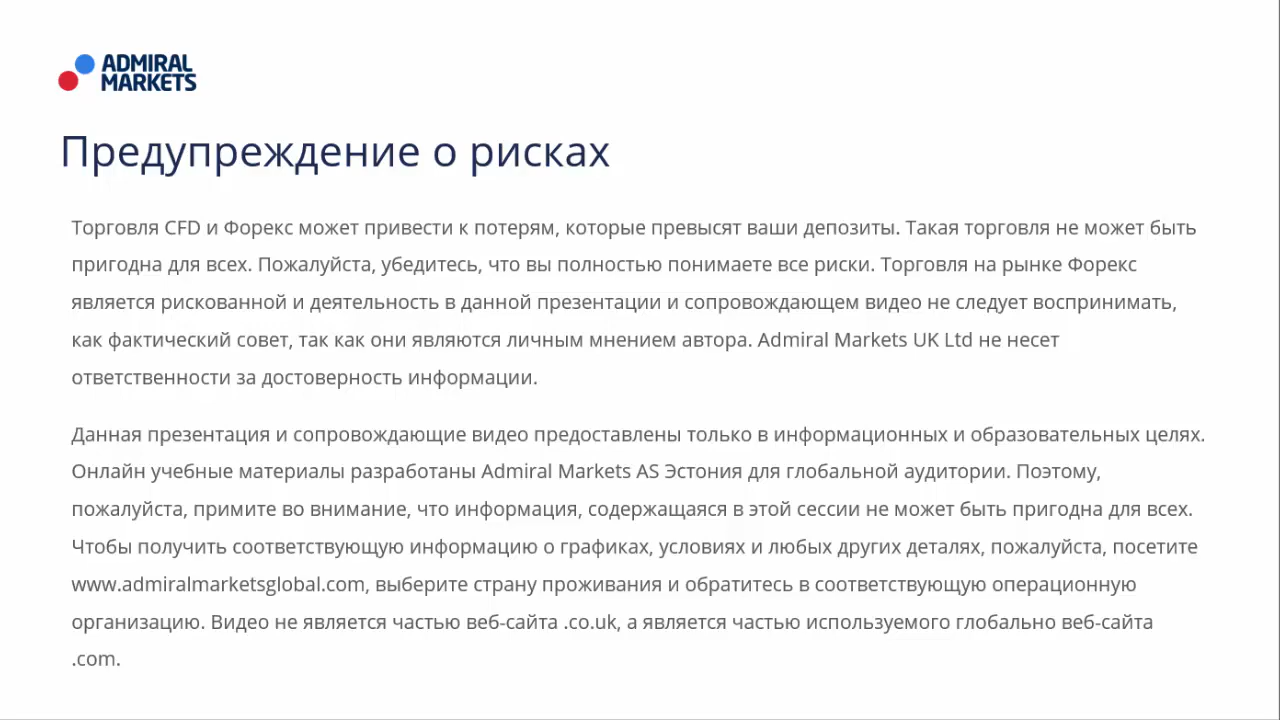 ADMIRAL
MARKETS
Предупреждение о рисках
Торговля CFD и Форекс может привести к потерям, которые превысят ваши депозиты. Такая торговля не может быть
пригодна для всех. Пожалуйста, убедитесь, что вы полностью понимаете все риски. Торговля на рынке Форекс
является рискованной и деятельность в данной презентации и сопровождающем видео не следует воспринимать,
как фактический совет, так как они являются личным мнением автора. Admiral Markets UK Ltd не несет
ответственности за достоверность информации.
Данная презентация и сопровождающие видео предоставлены только в информационных и образовательных целях.
Онлайн учебные материалы разработаны Admiral Markets AS Эстония для глобальной аудитории. Поэтому,
пожалуйста, примите во внимание, что информация, содержащаяся в этой сессии не может быть пригодна для всех.
Чтобы получить соответствующую информацию о графиках, условиях и любых других деталях, пожалуйста, посетите
www.admiralmarketsglobal.com, выберите страну проживания и обратитесь в соответствующую операционную
организацию. Видео не является частью веб-сайта .co.uk, а является частью используемого глобально веб-сайта
.com.